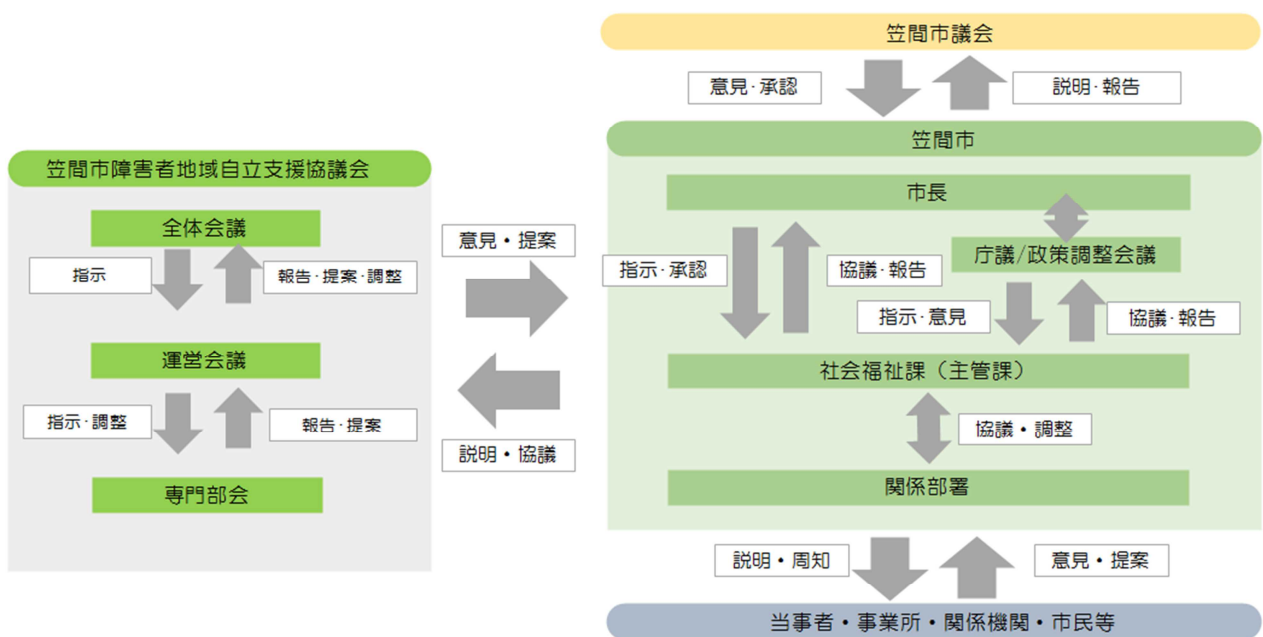 笠間市議会
意見・承認
説明・報告
笠間市障害者地域自立支援協議会
全体会議
指示
報告・提案・調整
運営会議
指示・調整
報告・提案
専門部会
意見・提案
説明・協議
笠間市
市長
庁議/政策調整会議
指示・承認
協議・報告
指示・意見
協議・報告
社会福祉課（主管課）
協議・調整
関係部署
説明・周知
意見・提案
当事者・事業所・関係機関・市民等